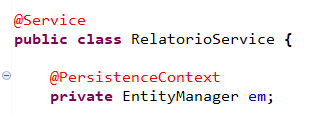 @Service
public class RelatorioService {
@PersistenceContext
private EntityManager em;